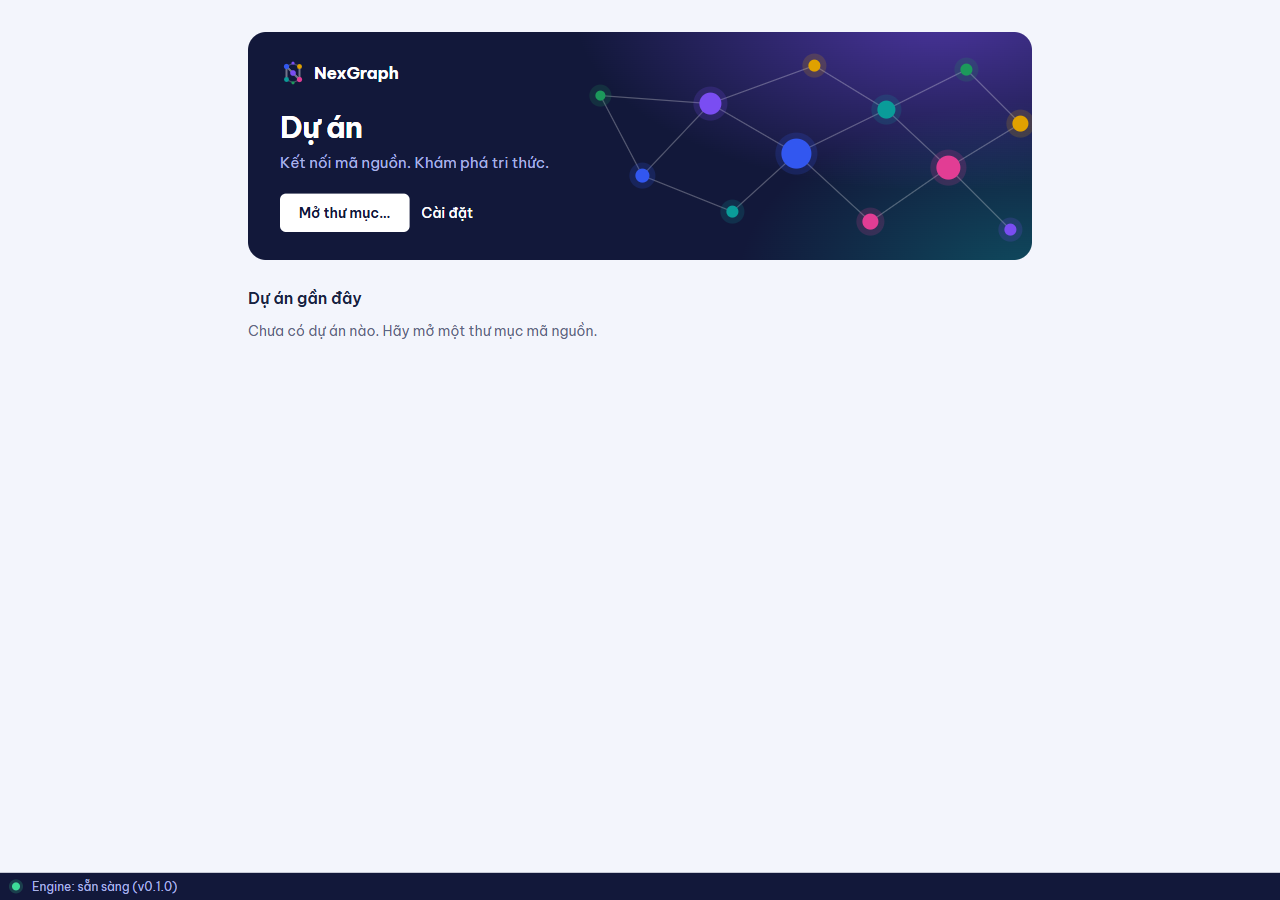 NexGraph
Dự án
Kết nối mã nguồn. Khám phá tri thức.
Mở thư mục... Cài đặt
Dự án gần đây
Chưa có dự án nào. Hãy mở một thư mục mã nguồn.
Engine: sẵn sàng (v0.1.0)